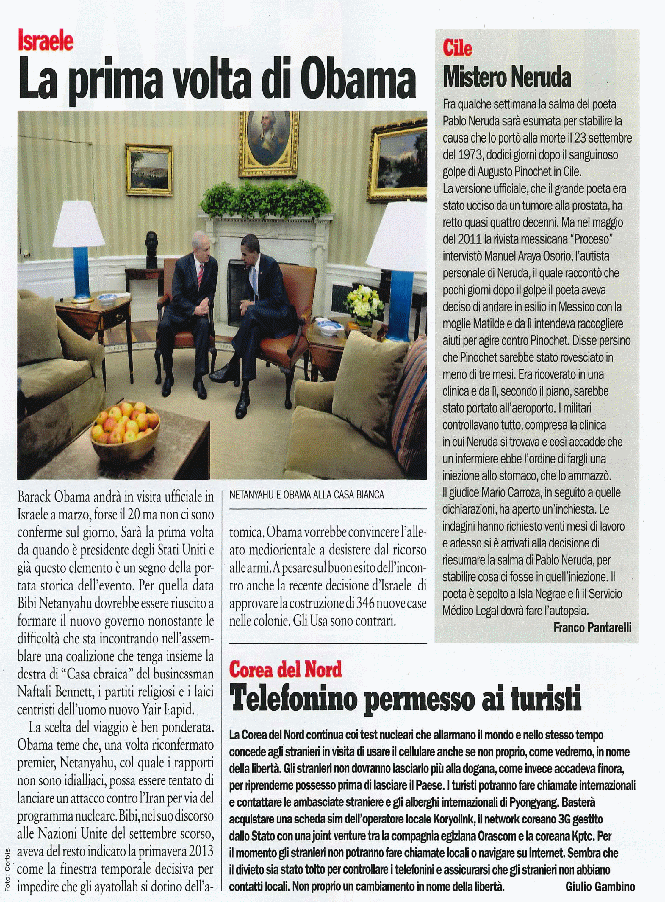 Israele
La prima volta di Obama
NETANYAHU E OBAMA ALLA CASA BIANCA
Barack Obama andrà in visita ufficiale in
Israele a marzo, forse il 20 ma non ci sono
conferme sul giorno. Sarà la prima volta
da quando è presidente degli Stati Uniti e
già questo elemento è un segno della por-
tata storica dell'evento. Per quella data
Bibi Netanyahu dovrebbe essere riuscito a
formare il nuovo governo nonostante le
difficoltà che sta incontrando nell'assem-
blare una coalizione che tenga insieme la
destra di "Casa ebraica" del businessman
Naftali Bennett, i partiti religiosi e i laici
centristi dell'uomo nuovo Yair Lapid.
La scelta del viaggio è ben ponderata.
Obama teme che, una volta riconfermato
premier, Netanyahu, col quale i rapporti
non sono idialliaci, possa essere tentato di
lanciare un attacco contro l'Iran per via del
programma nucleare. Bibi, nel suo discorso
alle Nazioni Unite del settembre scorso,
aveva del resto indicato la primavera 2013
come la finestra temporale decisiva per
impedire che gli ayatollah si dotino dell'a-
tomica. Obama vorrebbe convincere l'alle-
ato mediorientale a desistere dal ricorso
alle armi. A pesare sul buon esito dell'incon-
tro anche la recente decisione d'Israele di
approvare la costruzione di 346 nuove case
nelle colonie. Gli Usa sono contrari.
Foto: Corbis
Cile
Mistero Neruda
Fra qualche settimana la salma del poeta
Pablo Neruda sarà esumata per stabilire la
causa che lo portò alla morte il 23 settembre
del 1973, dodici giorni dopo il sanguinoso
golpe di Augusto Pinochet in Cile.
La versione ufficiale, che il grande poeta era
stato ucciso da un tumore alla prostata, ha
retto quasi quattro decenni. Ma nel maggio
del 2011 la rivista messicana "Proceso"
intervistò Manuel Araya Osorio, l'autista
personale di Neruda, il quale raccontò che
pochi giorni dopo il golpe il poeta aveva
deciso di andare in esilio in Messico con la
moglie Matilde e da lì intendeva raccogliere
aiuti per agire contro Pinochet. Disse persino
che Pinochet sarebbe stato rovesciato in
meno di tre mesi. Era ricoverato in una
clinica e da lì, secondo il piano, sarebbe
stato portato all'aeroporto. I militari
controllavano tutto, compresa la clinica
in cui Neruda si trovava e così accadde che
un infermiere ebbe l'ordine di fargli una
iniezione allo stomaco, che lo ammazzò.
Il giudice Mario Carroza, in seguito a quelle
dichiarazioni, ha aperto un'inchiesta. Le
indagini hanno richiesto venti mesi di lavoro
e adesso si è arrivati alla decisione di
riesumare la salma di Pablo Neruda, per
stabilire cosa ci fosse in quell'iniezione. Il
poeta è sepolto a Isla Negrae e lì il Servicio
Médico Legal dovrà fare l'autopsia.
Franco Pantarelli
Corea del Nord
Telefonino permesso ai turisti
La Corea del Nord continua coi test nucleari che allarmano il mondo e nello stesso tempo
concede agli stranieri in visita di usare il cellulare anche se non proprio, come vedremo, in nome
della libertà. Gli stranieri non dovranno lasciarlo più alla dogana, come invece accadeva finora,
per riprenderne possesso prima di lasciare il Paese. I turisti potranno fare chiamate internazionali
e contattare le ambasciate straniere e gli alberghi internazionali di Pyongyang. Basterà
acquistare una scheda sim dell'operatore locale Koryolink, il network coreano 3G gestito
dallo Stato con una joint venture tra la compagnia egiziana Orascom e la coreana Kptc. Per
il momento gli stranieri non potranno fare chiamate locali o navigare su Internet. Sembra che
il divieto sia stato tolto per controllare i telefonini e assicurarsi che gli stranieri non abbiano
contatti locali. Non proprio un cambiamento in nome della libertà.
Giulio Gambino